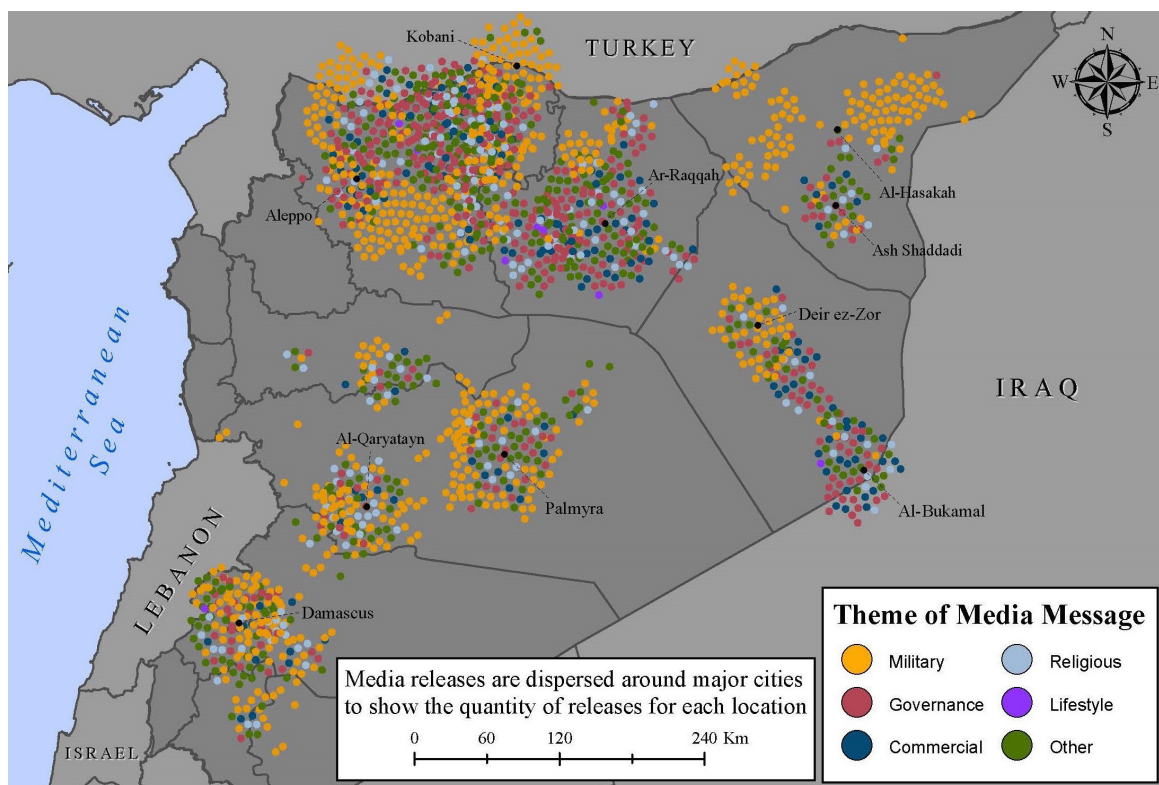 Kobani
TURKEY
N
W E
S
Ar-Raqqah
Al-Hasakah
Aleppo
Ash Shaddadi
Deir ez-Zor
Mediterranean
Sea
IRAQ
Al-Qaryatayn
Palmyra
Al-Bukamal
LEBANON
Damascus
ISRAEL
Media releases are dispersed around major cities
to show the quantity of releases for each location
0 60 120 240 Km
Theme of Media Message
Military Religious
Governance Lifestyle
Commercial Other